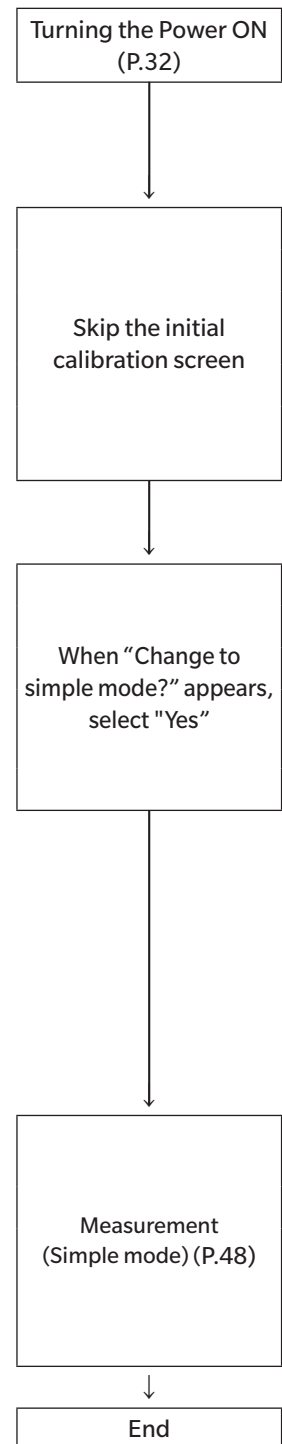 Turning the Power ON
(P.32)
Skip the initial
calibration screen
When “Change to
simple mode?” appears,
select "Yes”
Measurement
(Simple mode) (P.48)
End